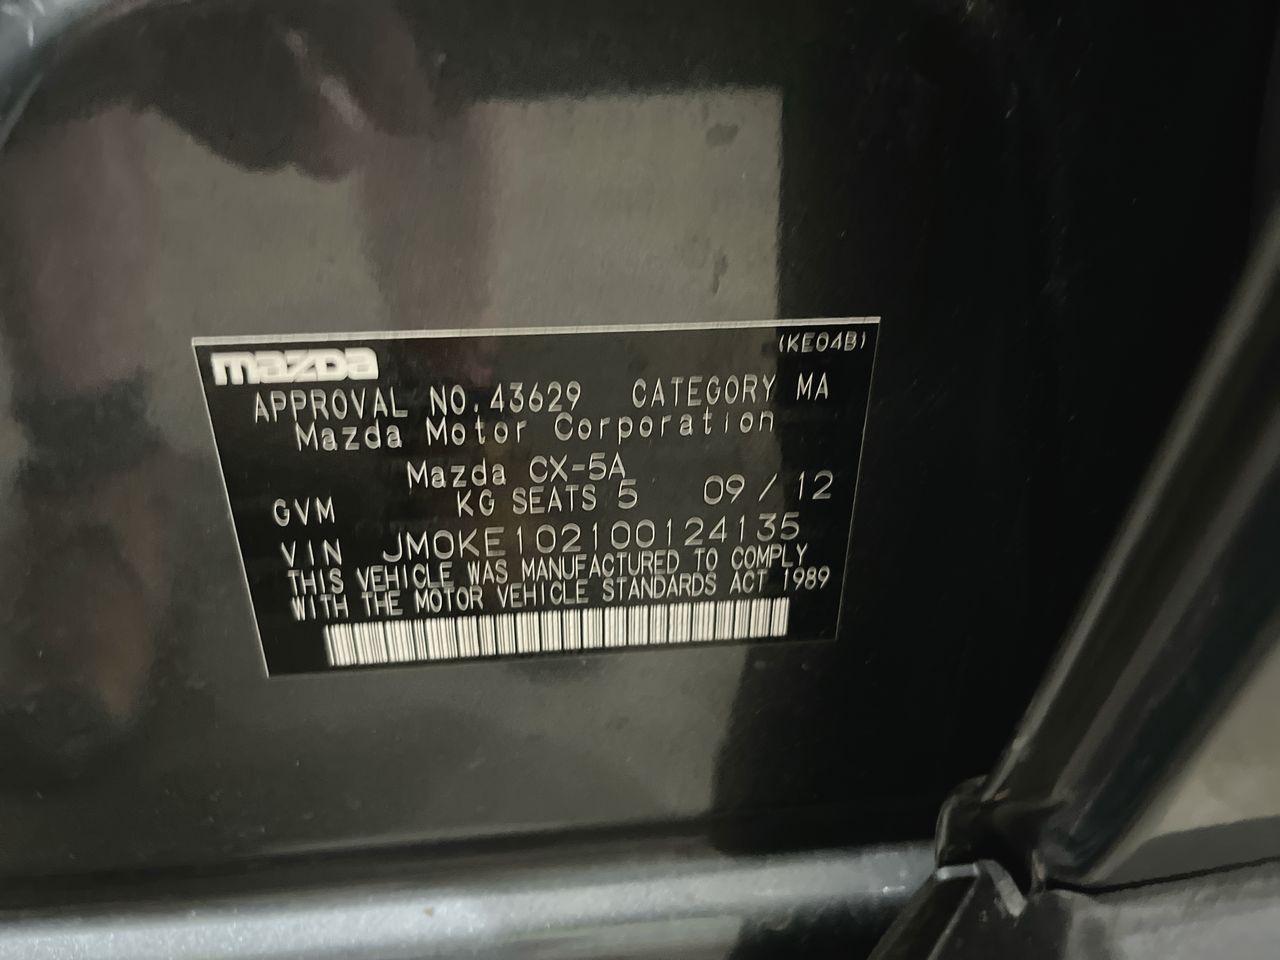 mazda
(KE04B)
APPROVAL NO. 43629 CATEGORY MA
Mazda Motor Corporation
Mazda CX-5A
GVM KG SEATS 5 09 / 12
VIN JM0KE102100124135
THIS VEHICLE WAS MANUFACTURED TO COMPLY
WITH THE MOTOR VEHICLE STANDARDS ACT 1989